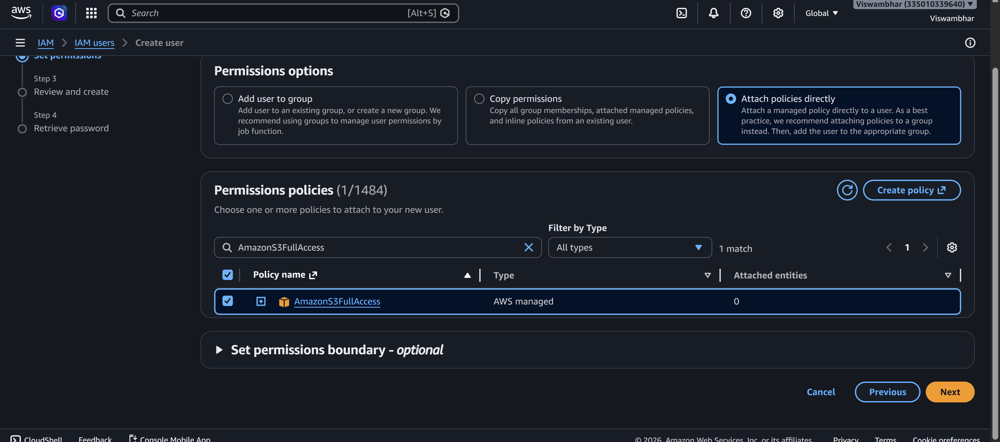 aws
Search
[Alt+S]
Global
Viswambhar (335010339640)
Viswambhar
IAM
IAM users
Create user
Set permissions
Step 3
Review and create
Step 4
Retrieve password
Permissions options
Add user to group
Add user to an existing group, or create a new group. We
recommend using groups to manage user permissions by
job function.
Copy permissions
Copy all group memberships, attached managed policies,
and inline policies from an existing user.
Attach policies directly
Attach a managed policy directly to a user. As a best
practice, we recommend attaching policies to a group
instead. Then, add the user to the appropriate group.
Permissions policies (1/1484)
Create policy
Choose one or more policies to attach to your new user.
Filter by Type
AmazonS3FullAccess
All types
1 match
1
Policy name
Type
Attached entities
AmazonS3FullAccess
AWS managed
0
Set permissions boundary - optional
Cancel
Previous
Next
CloudShell
Feedback
Console Mobile App
© 2026, Amazon Web Services, Inc. or its affiliates.
Privacy
Terms
Cookie preferences